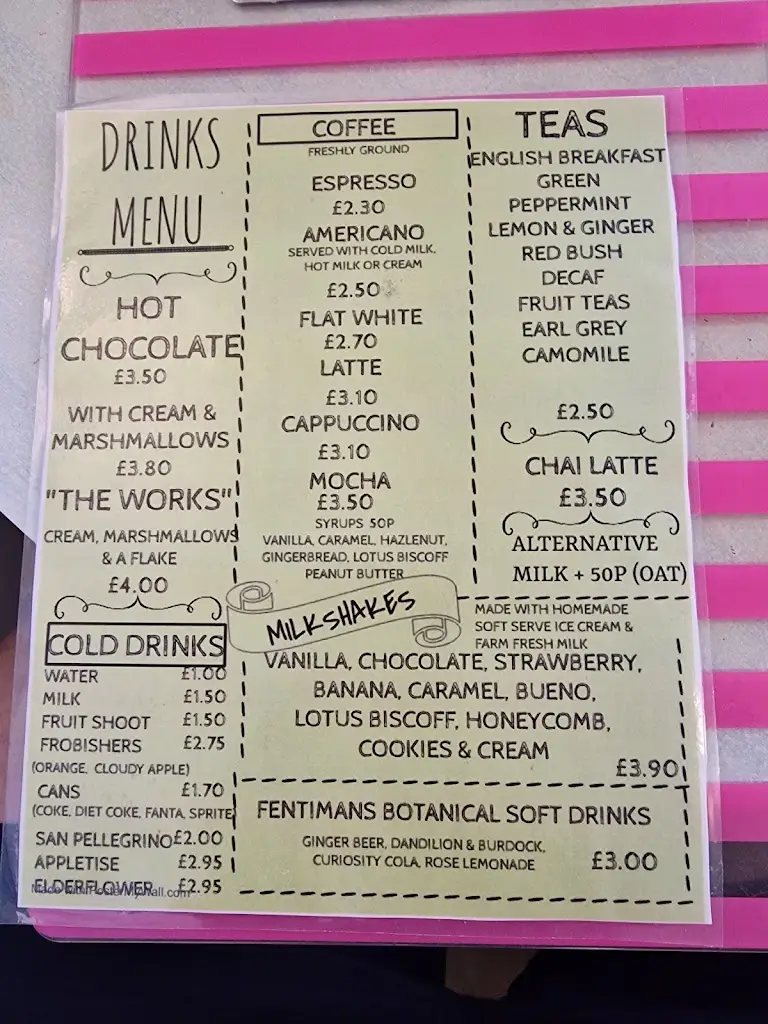 DRINKS
MENU
HOT
CHOCOLATE
£3.50
WITH CREAM &
MARSHMALLOWS
£3.80
"THE WORKS"
CREAM, MARSHMALLOWS
& A FLAKE
£4.00
COLD DRINKS
WATER £1.00
MILK £1.50
FRUIT SHOOT £1.50
FROBISHERS £2.75
(ORANGE, CLOUDY APPLE)
CANS £1.70
(COKE, DIET COKE, FANTA, SPRITE)
SAN PELLEGRINO £2.00
APPLETISE £2.95
ELDERFLOWER £2.95
Made with PosterMyWall.com
COFFEE
FRESHLY GROUND
ESPRESSO
£2.30
AMERICANO
SERVED WITH COLD MILK,
HOT MILK OR CREAM
£2.50
FLAT WHITE
£2.70
LATTE
£3.10
CAPPUCCINO
£3.10
MOCHA
£3.50
SYRUPS 50P
VANILLA, CARAMEL, HAZLENUT,
GINGERBREAD, LOTUS BISCOFF
PEANUT BUTTER
TEAS
ENGLISH BREAKFAST
GREEN
PEPPERMINT
LEMON & GINGER
RED BUSH
DECAF
FRUIT TEAS
EARL GREY
CAMOMILE
£2.50
CHAI LATTE
£3.50
ALTERNATIVE
MILK + 50P (OAT)
MILKSHAKES
MADE WITH HOMEMADE
SOFT SERVE ICE CREAM &
FARM FRESH MILK
VANILLA, CHOCOLATE, STRAWBERRY,
BANANA, CARAMEL, BUENO,
LOTUS BISCOFF, HONEYCOMB,
COOKIES & CREAM
£3.90
FENTIMANS BOTANICAL SOFT DRINKS
GINGER BEER, DANDILION & BURDOCK,
CURIOSITY COLA, ROSE LEMONADE
£3.00